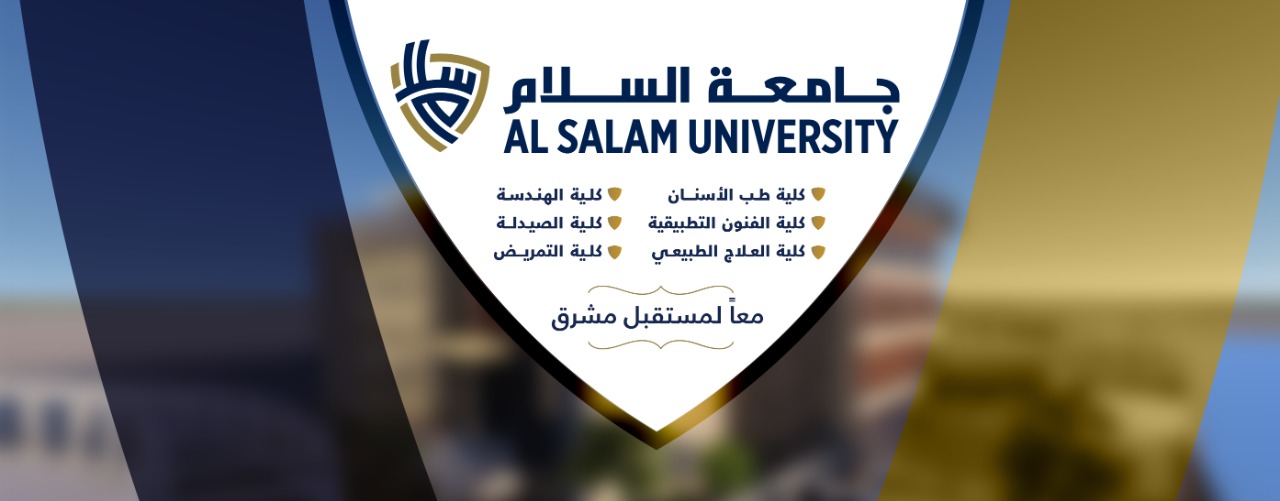 سلام
جامعة السلام
AL SALAM UNIVERSITY
كلية طب الأسنان
كلية الفنون التطبيقية
كلية العلاج الطبيعي
كلية الهندسة
كلية الصيدلة
كلية التمريض
معاً لمستقبل مشرق